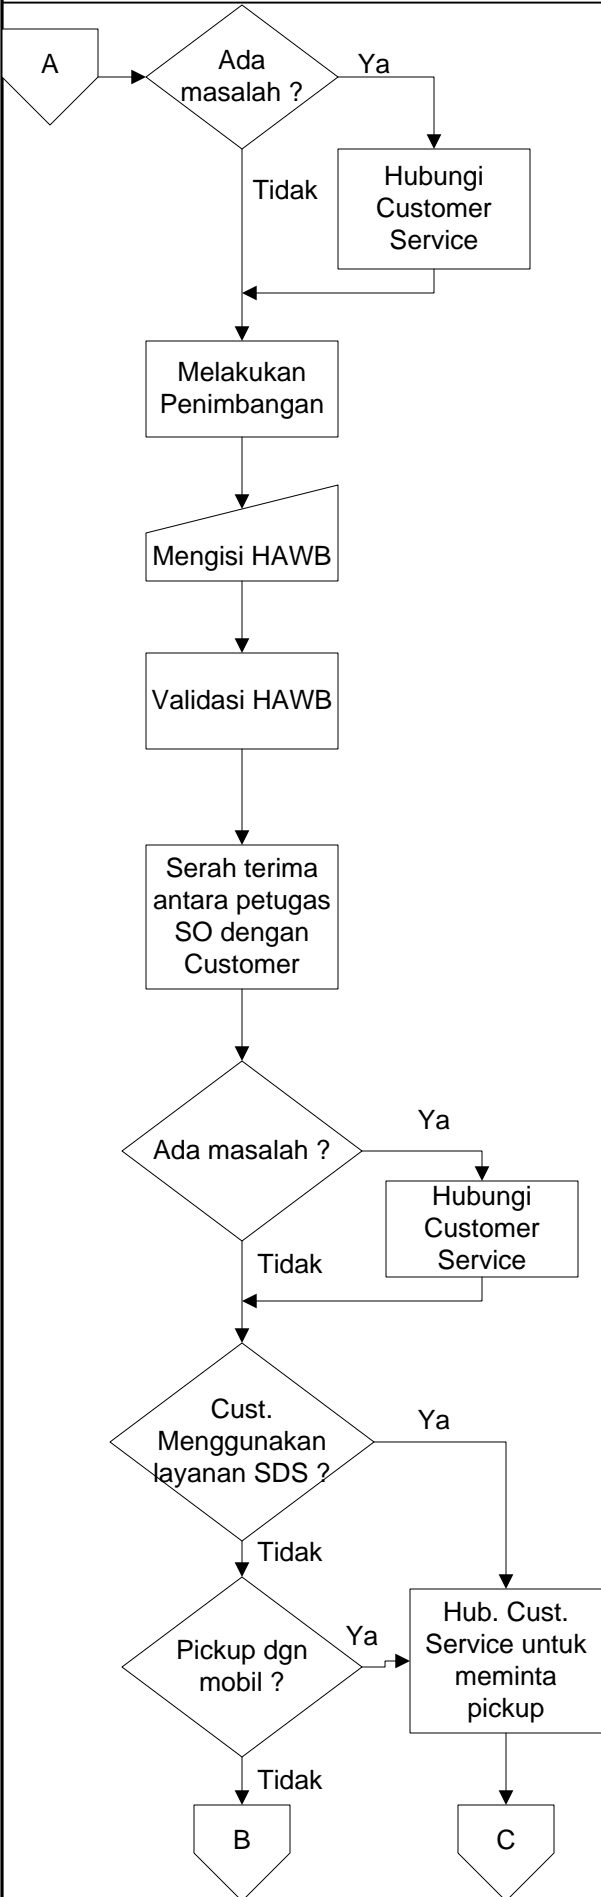 A
Ada
masalah ?
Ya
Tidak
Hubungi
Customer
Service
Melakukan
Penimbangan
Mengisi HAWB
Validasi HAWB
Serah terima
antara petugas
SO dengan
Customer
Ada masalah ?
Ya
Hubungi
Customer
Service
Tidak
Cust.
Menggunakan
layanan SDS ?
Ya
Tidak
Pickup dgn
mobil ?
Ya
Hub. Cust.
Service untuk
meminta
pickup
Tidak
B
C